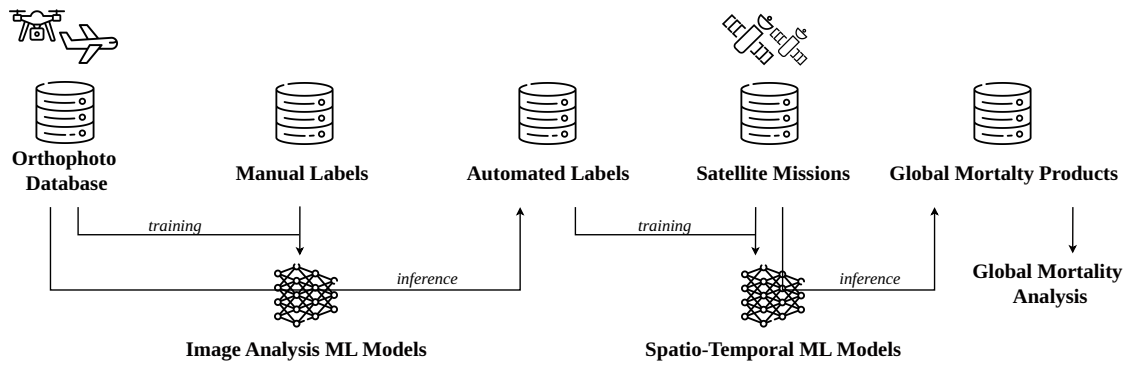 Orthophoto
Database
Manual Labels
Automated Labels
Satellite Missions
Global Mortalty Products
training
training
inference
inference
Global Mortality
Analysis
Image Analysis ML Models
Spatio-Temporal ML Models